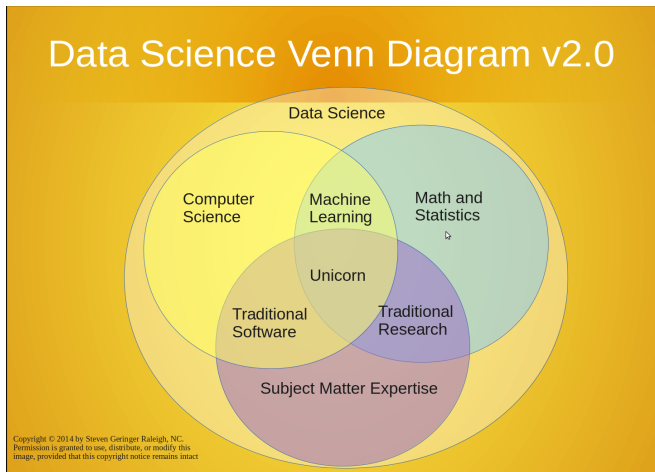 Data Science Venn Diagram v2.0
Data Science
Computer
Science
Machine
Learning
Math and
Statistics
Unicorn
Traditional
Software
Traditional
Research
Subject Matter Expertise
Copyright © 2014 by Steven Geringer Raleigh, NC.
Permission is granted to use, distribute, or modify this
image, provided that this copyright notice remains intact